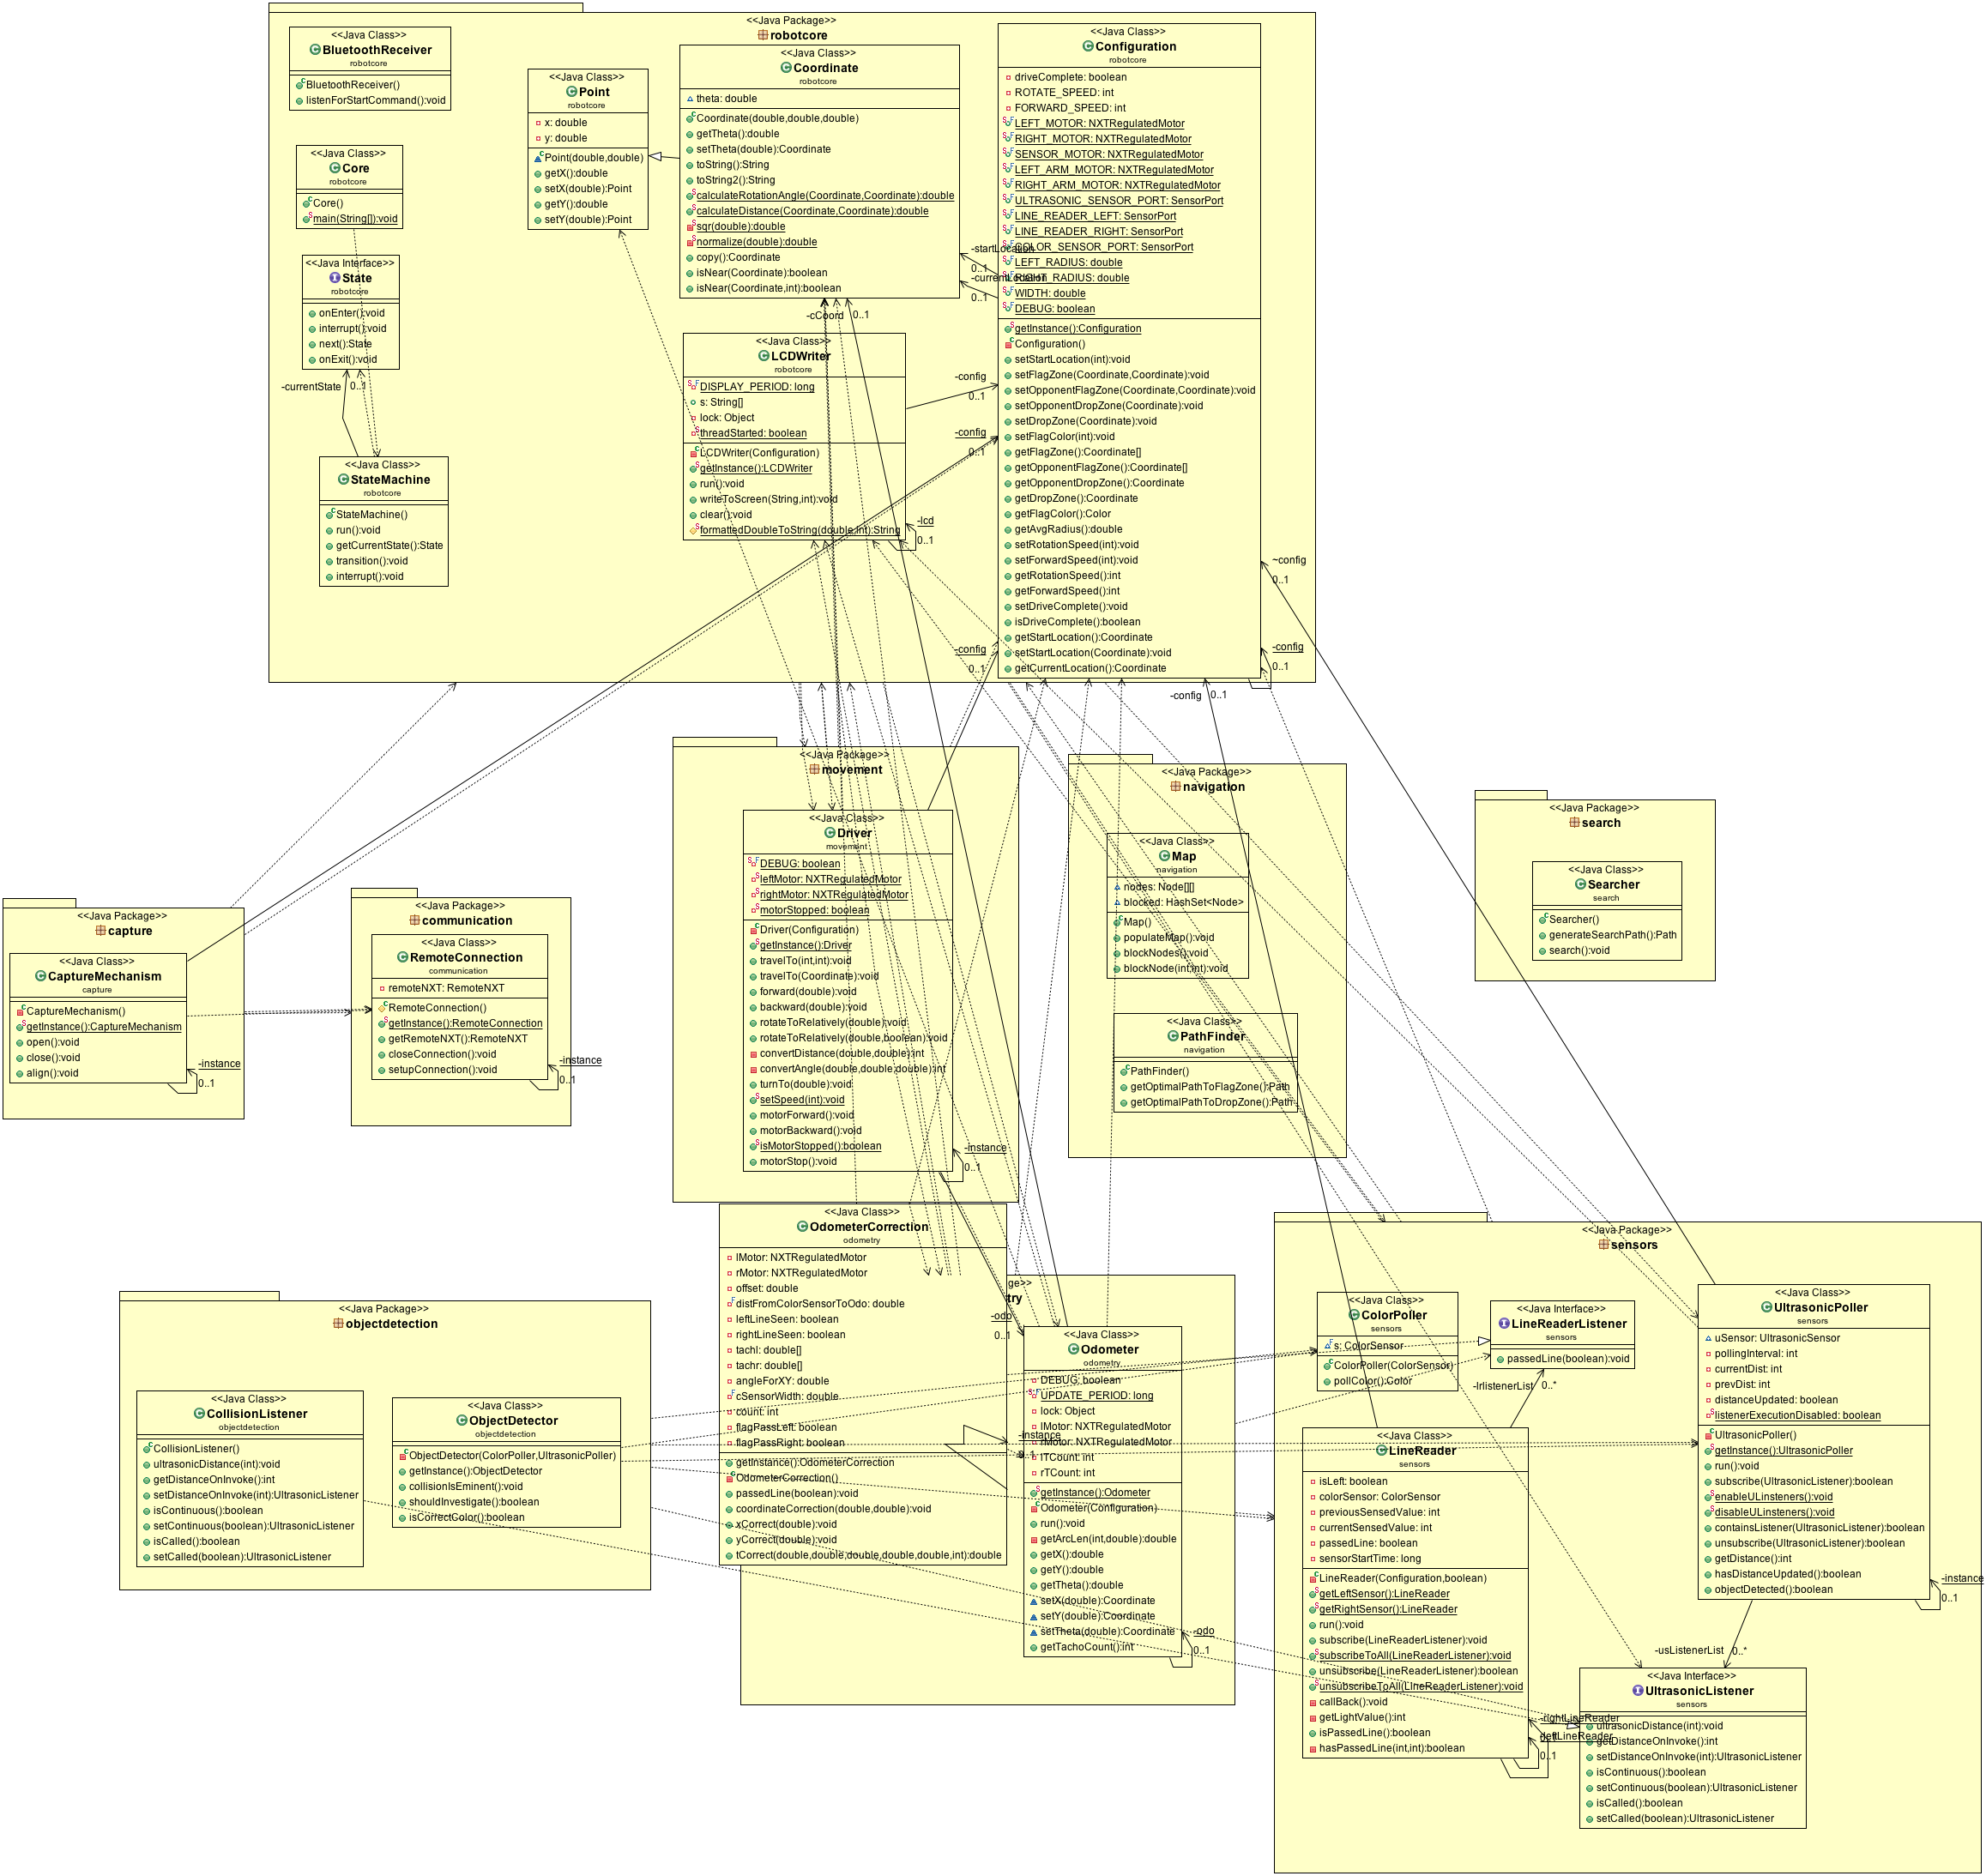 <<Java Package>>
robotcore
<<Java Class>>
BluetoothReceiver
robotcore
BluetoothReceiver()
listenForStartCommand():void
<<Java Class>>
Core
robotcore
Core()
main(String[]):void
<<Java Interface>>
State
robotcore
onEnter():void
interrupt():void
next():State
onExit():void
-currentState
0..1
<<Java Class>>
StateMachine
robotcore
StateMachine()
run():void
getCurrentState():State
transition():void
interrupt():void
<<Java Class>>
Point
robotcore
x: double
y: double
Point(double,double)
getX():double
setX(double):Point
getY():double
setY(double):Point
<<Java Class>>
Coordinate
robotcore
theta: double
Coordinate(double,double,double)
getTheta():double
setTheta(double):Coordinate
toString():String
toString2():String
calculateRotationAngle(Coordinate,Coordinate):double
calculateDistance(Coordinate,Coordinate):double
sqr(double):double
normalize(double):double
copy():Coordinate
isNear(Coordinate):boolean
isNear(Coordinate,int):boolean
-startLocation
0..1
-currentLocation
0..1
-cCoord
0..1
<<Java Class>>
LCDWriter
robotcore
DISPLAY_PERIOD: long
s: String[]
lock: Object
threadStarted: boolean
LCDWriter(Configuration)
getInstance():LCDWriter
run():void
writeToScreen(String,int):void
clear():void
formattedDoubleToString(double,int):String
-lcd
0..1
-config
0..1
-config
0..1
-config
0..1
<<Java Class>>
Configuration
robotcore
driveComplete: boolean
ROTATE_SPEED: int
FORWARD_SPEED: int
LEFT_MOTOR: NXTRegulatedMotor
RIGHT_MOTOR: NXTRegulatedMotor
SENSOR_MOTOR: NXTRegulatedMotor
LEFT_ARM_MOTOR: NXTRegulatedMotor
RIGHT_ARM_MOTOR: NXTRegulatedMotor
ULTRASONIC_SENSOR_PORT: SensorPort
LINE_READER_LEFT: SensorPort
LINE_READER_RIGHT: SensorPort
COLOR_SENSOR_PORT: SensorPort
LEFT_RADIUS: double
RIGHT_RADIUS: double
WIDTH: double
DEBUG: boolean
getInstance():Configuration
Configuration()
setStartLocation(int):void
setFlagZone(Coordinate,Coordinate):void
setOpponentFlagZone(Coordinate,Coordinate):void
setOpponentDropZone(Coordinate):void
setDropZone(Coordinate):void
setFlagColor(int):void
getFlagZone():Coordinate[]
getOpponentFlagZone():Coordinate[]
getOpponentDropZone():Coordinate
getDropZone():Coordinate
getFlagColor():Color
getAvgRadius():double
setRotationSpeed(int):void
setForwardSpeed(int):void
getRotationSpeed():int
getForwardSpeed():int
setDriveComplete():void
isDriveComplete():boolean
getStartLocation():Coordinate
setStartLocation(Coordinate):void
getCurrentLocation():Coordinate
~config
0..1
-config
0..1
-config 0..1
<<Java Package>>
movement
<<Java Class>>
Driver
movement
DEBUG: boolean
leftMotor: NXTRegulatedMotor
rightMotor: NXTRegulatedMotor
motorStopped: boolean
Driver(Configuration)
getInstance():Driver
travelTo(int,int):void
travelTo(Coordinate):void
forward(double):void
backward(double):void
rotateToRelatively(double):void
rotateToRelatively(double,boolean):void
convertDistance(double,double):int
convertAngle(double,double,double):int
turnTo(double):void
setSpeed(int):void
motorForward():void
motorBackward():void
isMotorStopped():boolean
motorStop():void
-instance
0..1
<<Java Package>>
navigation
<<Java Class>>
Map
navigation
nodes: Node[][]
blocked: HashSet<Node>
Map()
populateMap():void
blockNodes():void
blockNode(int,int):void
<<Java Class>>
PathFinder
navigation
PathFinder()
getOptimalPathToFlagZone():Path
getOptimalPathToDropZone():Path
<<Java Package>>
search
<<Java Class>>
Searcher
search
Searcher()
generateSearchPath():Path
search():void
<<Java Package>>
capture
<<Java Class>>
CaptureMechanism
capture
CaptureMechanism()
getInstance():CaptureMechanism
open():void
close():void
align():void
-instance
0..1
<<Java Package>>
communication
<<Java Class>>
RemoteConnection
communication
remoteNXT: RemoteNXT
RemoteConnection()
getInstance():RemoteConnection
getRemoteNXT():RemoteNXT
closeConnection():void
setupConnection():void
-instance
0..1
<<Java Package>>
objectdetection
<<Java Class>>
CollisionListener
objectdetection
CollisionListener()
ultrasonicDistance(int):void
getDistanceOnInvoke():int
setDistanceOnInvoke(int):UltrasonicListener
isContinuous():boolean
setContinuous(boolean):UltrasonicListener
isCalled():boolean
setCalled(boolean):UltrasonicListener
<<Java Class>>
ObjectDetector
objectdetection
ObjectDetector(ColorPoller,UltrasonicPoller)
getInstance():ObjectDetector
collisionIsEminent():void
shouldInvestigate():boolean
isCorrectColor():boolean
<<Java Class>>
OdometerCorrection
odometry
lMotor: NXTRegulatedMotor
rMotor: NXTRegulatedMotor
offset: double
distFromColorSensorToOdo: double
leftLineSeen: boolean
rightLineSeen: boolean
tachl: double[]
tachr: double[]
angleForXY: double
cSensorWidth: double
count: int
flagPassLeft: boolean
flagPassRight: boolean
getInstance():OdometerCorrection
OdometerCorrection()
passedLine(boolean):void
coordinateCorrection(double,double):void
xCorrect(double):void
yCorrect(double):void
tCorrect(double,double,double,double,double,int):double
ge>>
try
-odo
0..1
-instance
<<Java Class>>
Odometer
odometry
DEBUG: boolean
UPDATE_PERIOD: long
lock: Object
lMotor: NXTRegulatedMotor
rMotor: NXTRegulatedMotor
lTCount: int
rTCount: int
getInstance():Odometer
Odometer(Configuration)
run():void
getArcLen(int,double):double
getX():double
getY():double
getTheta():double
setX(double):Coordinate
setY(double):Coordinate
setTheta(double):Coordinate
getTachoCount():int
-odo
0..1
<<Java Package>>
sensors
<<Java Class>>
ColorPoller
sensors
s: ColorSensor
ColorPoller(ColorSensor)
pollColor():Color
<<Java Interface>>
LineReaderListener
sensors
passedLine(boolean):void
-lrlistenerList 0..*
<<Java Class>>
LineReader
sensors
isLeft: boolean
colorSensor: ColorSensor
previousSensedValue: int
currentSensedValue: int
passedLine: boolean
sensorStartTime: long
LineReader(Configuration,boolean)
getLeftSensor():LineReader
getRightSensor():LineReader
run():void
subscribe(LineReaderListener):void
subscribeToAll(LineReaderListener):void
unsubscribe(LineReaderListener):boolean
unsubscribeToAll(LineReaderListener):void
callBack():void
getLightValue():int
isPassedLine():boolean
hasPassedLine(int,int):boolean
-rightLineReader
-leftLineReader
0..1
<<Java Class>>
UltrasonicPoller
sensors
uSensor: UltrasonicSensor
pollingInterval: int
currentDist: int
prevDist: int
distanceUpdated: boolean
listenerExecutionDisabled: boolean
UltrasonicPoller()
getInstance():UltrasonicPoller
run():void
subscribe(UltrasonicListener):boolean
enableULinsteners():void
disableULinsteners():void
containsListener(UltrasonicListener):boolean
unsubscribe(UltrasonicListener):boolean
getDistance():int
hasDistanceUpdated():boolean
objectDetected():boolean
-instance
0..1
-usListenerList 0..*
<<Java Interface>>
UltrasonicListener
sensors
ultrasonicDistance(int):void
getDistanceOnInvoke():int
setDistanceOnInvoke(int):UltrasonicListener
isContinuous():boolean
setContinuous(boolean):UltrasonicListener
isCalled():boolean
setCalled(boolean):UltrasonicListener